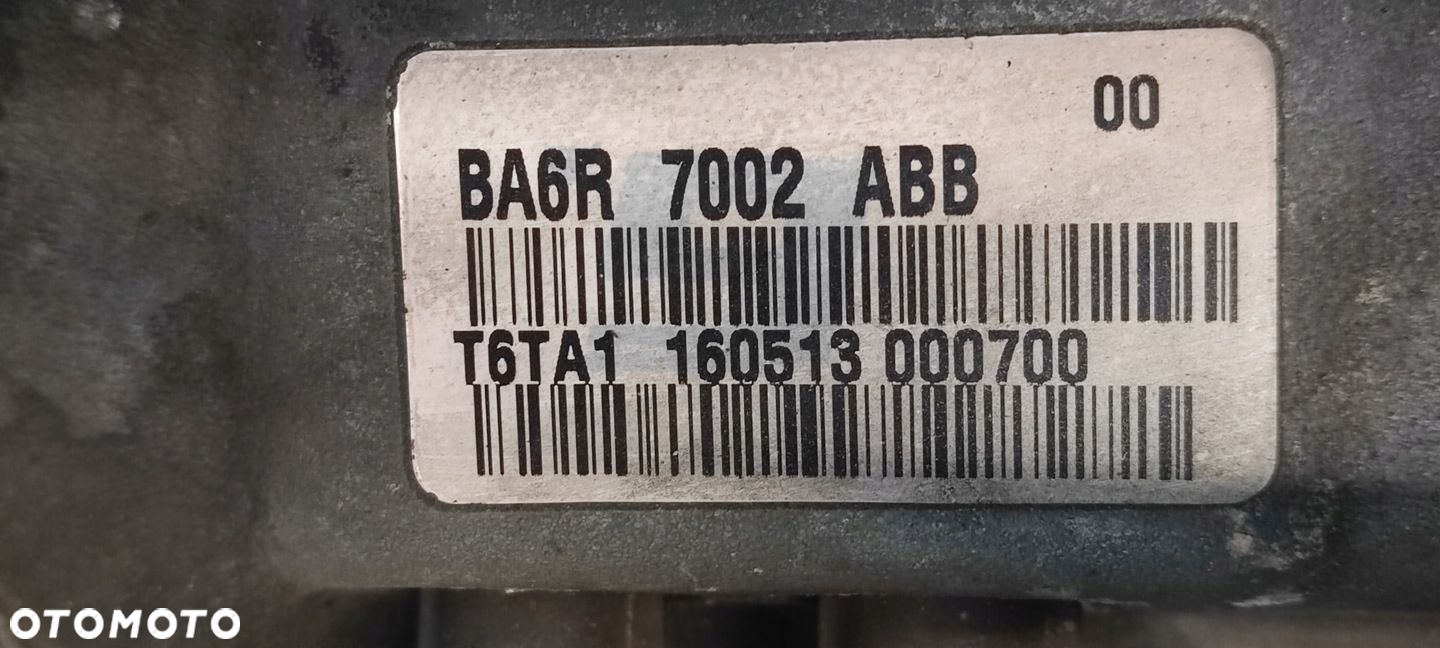 00
BA6R 7002 ABB
T6TA1 160513 000700
OTOMOTO